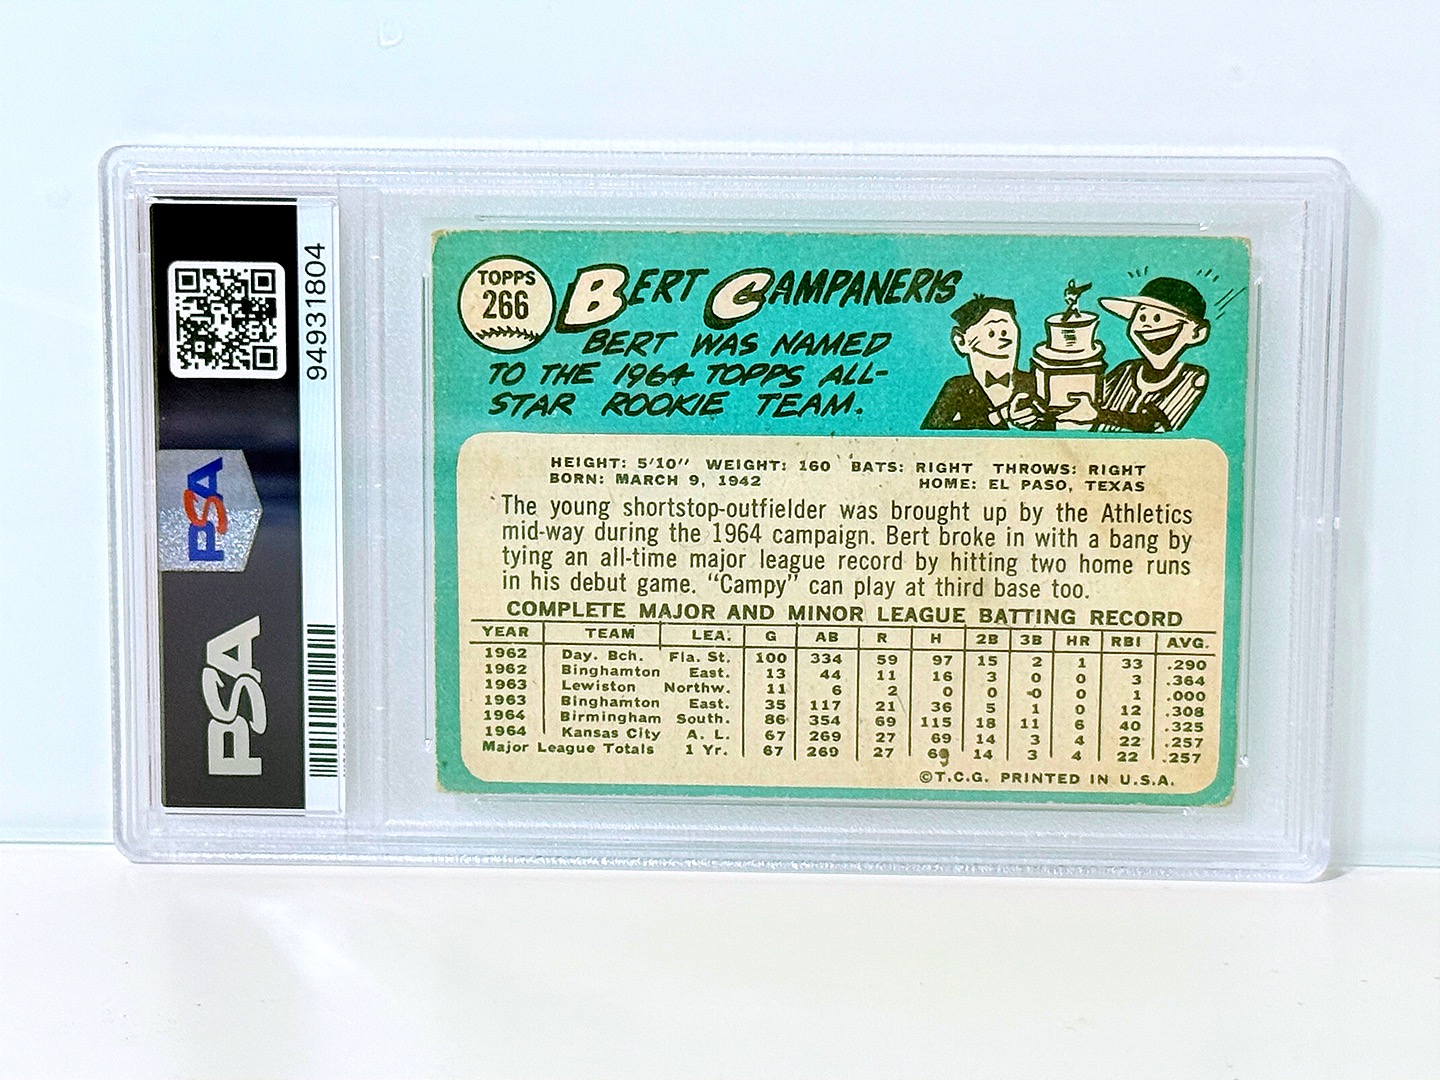 94931804
PSA
PSA
TOPPS
266
BERT CAMPANERIS
BERT WAS NAMED
TO THE 1964 TOPPS ALL-
STAR ROOKIE TEAM.
HEIGHT: 5'10" WEIGHT: 160 BATS: RIGHT THROWS: RIGHT
BORN: MARCH 9, 1942 HOME: EL PASO, TEXAS
The young shortstop-outfielder was brought up by the Athletics
mid-way during the 1964 campaign. Bert broke in with a bang by
tying an all-time major league record by hitting two home runs
in his debut game. "Campy" can play at third base too.
COMPLETE MAJOR AND MINOR LEAGUE BATTING RECORD
YEAR TEAM LEA. G AB R H 2B 3B HR RBI AVG.
1962 Day. Bch. Fla. St. 100 334 59 97 15 2 1 33 .290
1962 Binghamton East. 13 44 11 16 3 0 0 3 .364
1963 Lewiston Northw. 11 6 2 0 0 0 0 1 .000
1963 Binghamton East. 35 117 21 36 5 1 0 12 .308
1964 Birmingham South. 86 354 69 115 18 11 6 40 .325
1964 Kansas City A. L. 67 269 27 69 14 3 4 22 .257
Major League Totals 1 Yr. 67 269 27 69 14 3 4 22 .257
©T.C.G. PRINTED IN U.S.A.